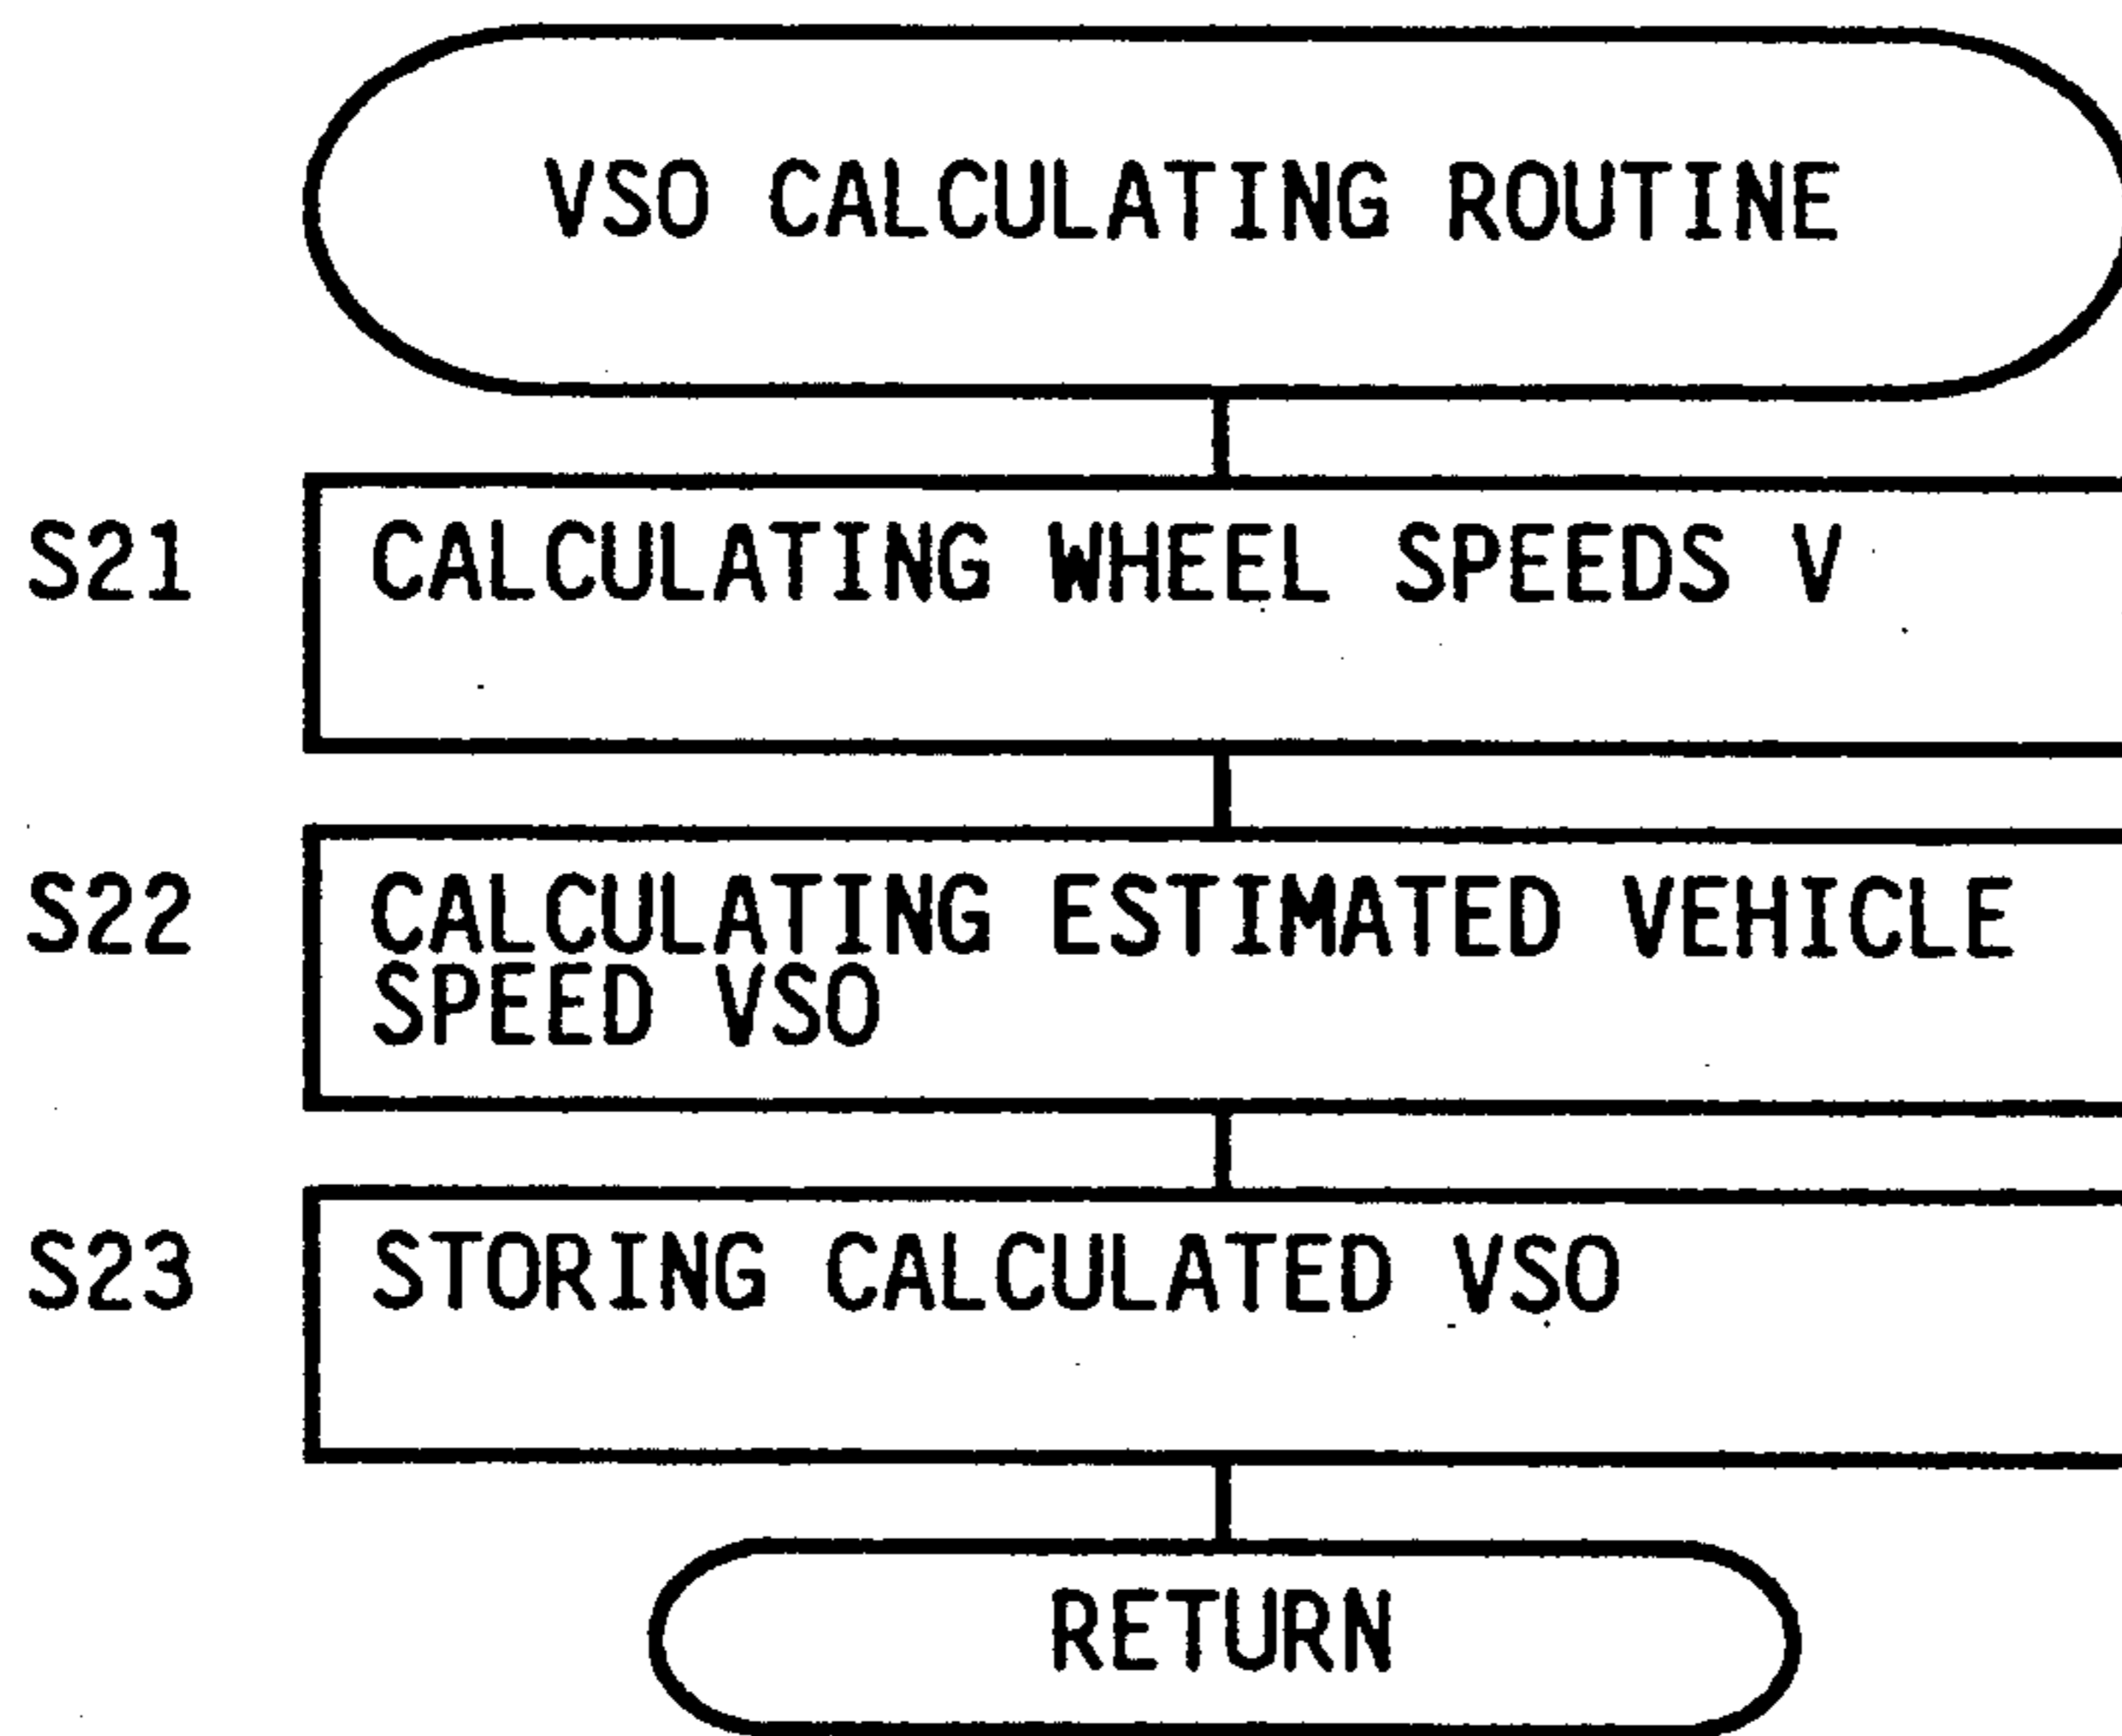 VSO CALCULATING ROUTINE
S21 CALCULATING WHEEL SPEEDS V
S22 CALCULATING ESTIMATED VEHICLE
SPEED VSO
S23 STORING CALCULATED VSO
RETURN